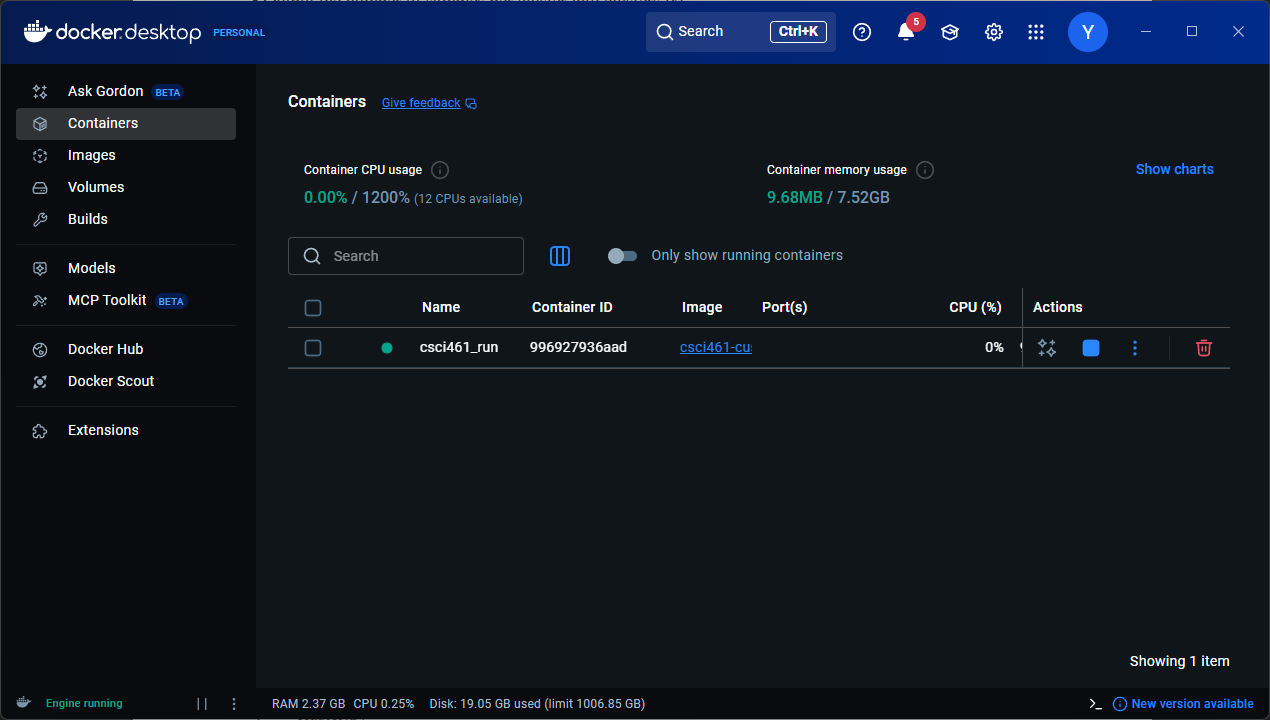 docker.desktop PERSONAL Search Ctrl+K 5 Y
Ask Gordon BETA
Containers
Images
Volumes
Builds
Models
MCP Toolkit BETA
Docker Hub
Docker Scout
Extensions
Containers Give feedback
Container CPU usage Container memory usage Show charts
0.00% / 1200% (12 CPUs available) 9.68MB / 7.52GB
Search Only show running containers
Name Container ID Image Port(s) CPU (%) Actions
csci461_run 996927936aad csci461-cu 0%
Showing 1 item
Engine running RAM 2.37 GB CPU 0.25% Disk: 19.05 GB used (limit 1006.85 GB) New version available